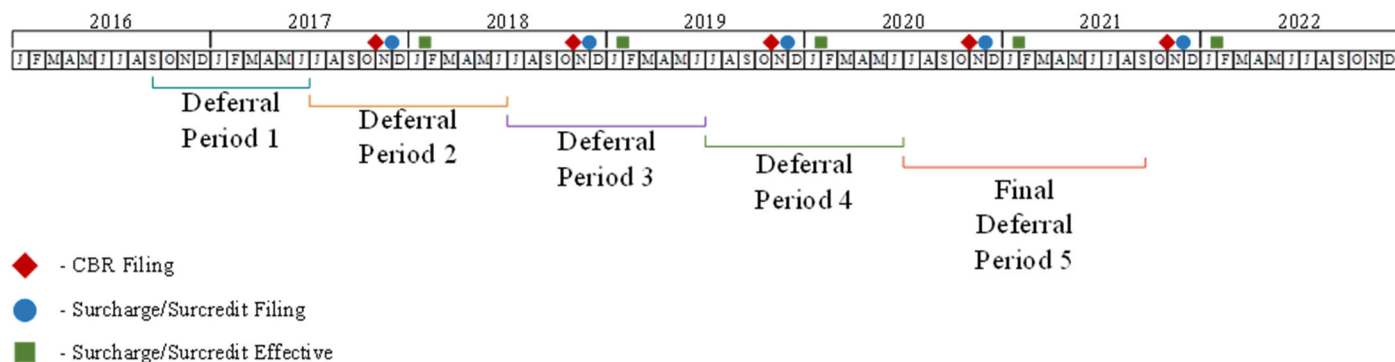 2016 2017 2018 2019 2020 2021 2022
J F M A M J J A S O N D J F M A M J J A S O N D J F M A M J J A S O N D J F M A M J J A S O N D J F M A M J J A S O N D J F M A M J J A S O N D J F M A M J J A S O N D
Deferral
Period 1
Deferral
Period 2
Deferral
Period 3
Deferral
Period 4
Final
Deferral
Period 5
- CBR Filing
- Surcharge/Surcredit Filing
- Surcharge/Surcredit Effective